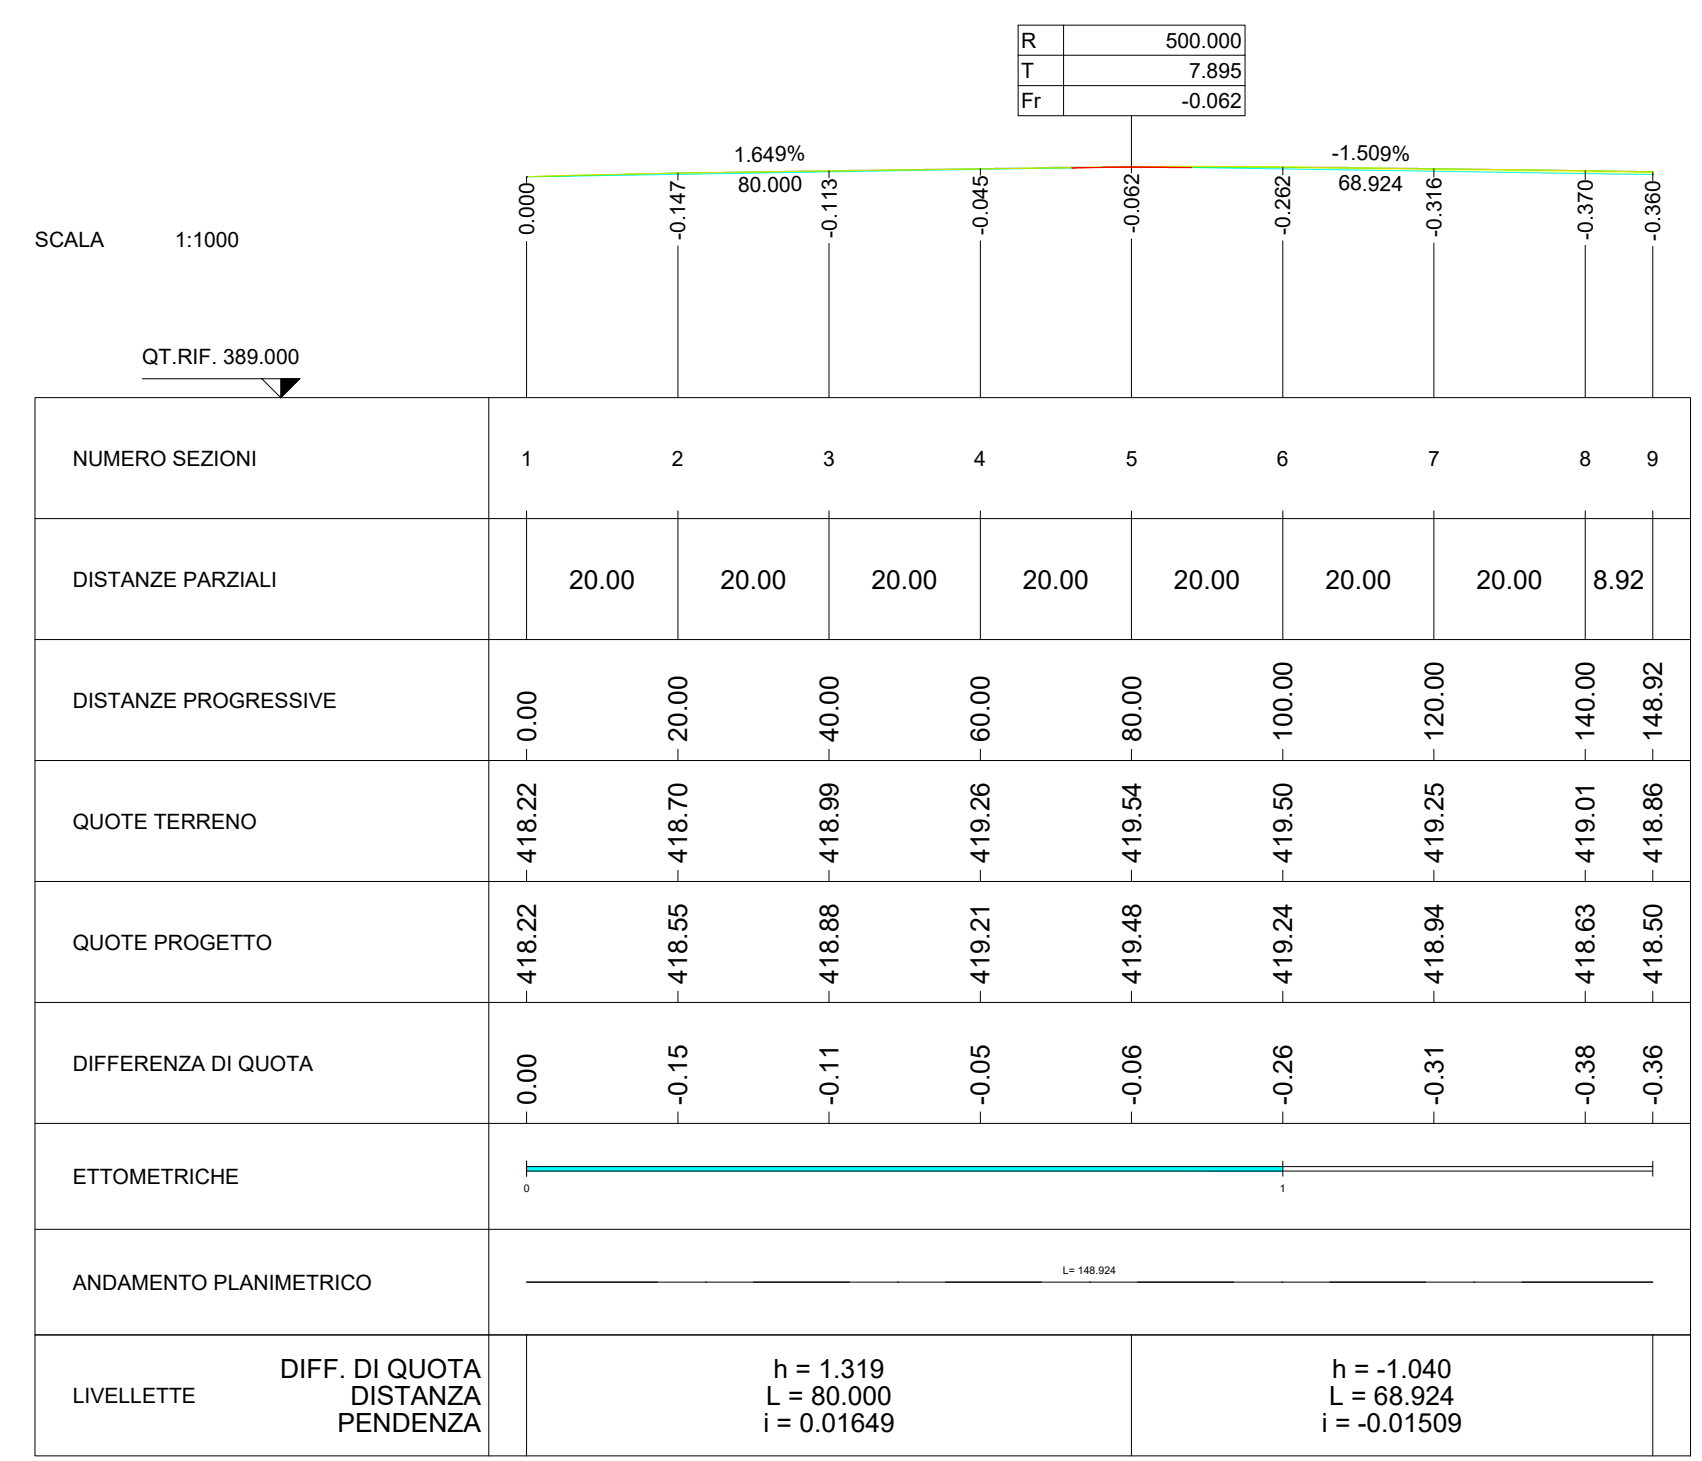 R 500.000
T 7.895
Fr -0.062
1.649% -1.509%
80.000 68.924
0.000 -0.147 -0.113 -0.045 -0.062 -0.262 -0.316 -0.370 -0.360
SCALA 1:1000
QT.RIF. 389.000
NUMERO SEZIONI 1 2 3 4 5 6 7 8 9
DISTANZE PARZIALI 20.00 20.00 20.00 20.00 20.00 20.00 20.00 8.92
DISTANZE PROGRESSIVE 0.00 20.00 40.00 60.00 80.00 100.00 120.00 140.00 148.92
QUOTE TERRENO 418.22 418.70 418.99 419.26 419.54 419.50 419.25 419.01 418.86
QUOTE PROGETTO 418.22 418.55 418.88 419.21 419.48 419.24 418.94 418.63 418.50
DIFFERENZA DI QUOTA 0.00 -0.15 -0.11 -0.05 -0.06 -0.26 -0.31 -0.38 -0.36
ETTOMETRICHE 0 1
ANDAMENTO PLANIMETRICO L= 148.924
DIFF. DI QUOTA h = 1.319 h = -1.040
LIVELLETTE DISTANZA L = 80.000 L = 68.924
PENDENZA i = 0.01649 i = -0.01509